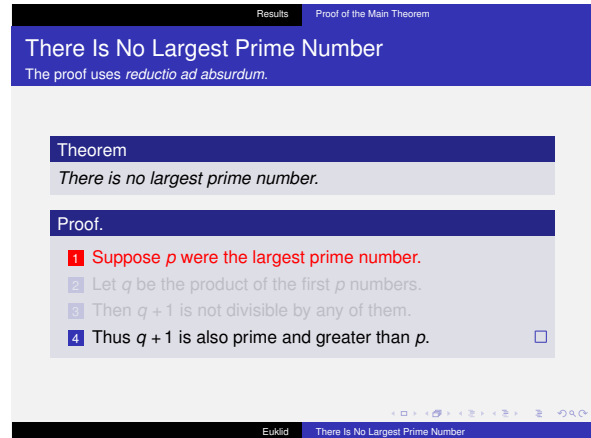 Results Proof of the Main Theorem
There Is No Largest Prime Number
The proof uses reductio ad absurdum.
Theorem
There is no largest prime number.
Proof.
1 Suppose p were the largest prime number.
2 Let q be the product of the first p numbers.
3 Then q + 1 is not divisible by any of them.
4 Thus q + 1 is also prime and greater than p. □
Euklid There Is No Largest Prime Number